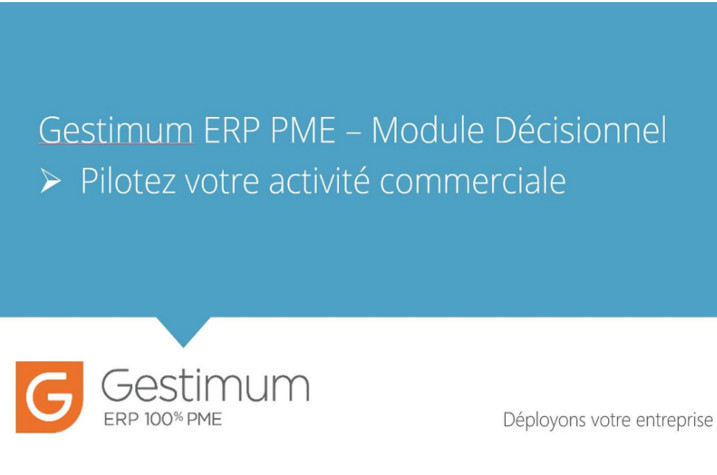 Gestimum ERP PME – Module Décisionnel
➢ Pilotez votre activité commerciale
G
Gestimum
ERP 100% PME
Déployons votre entreprise